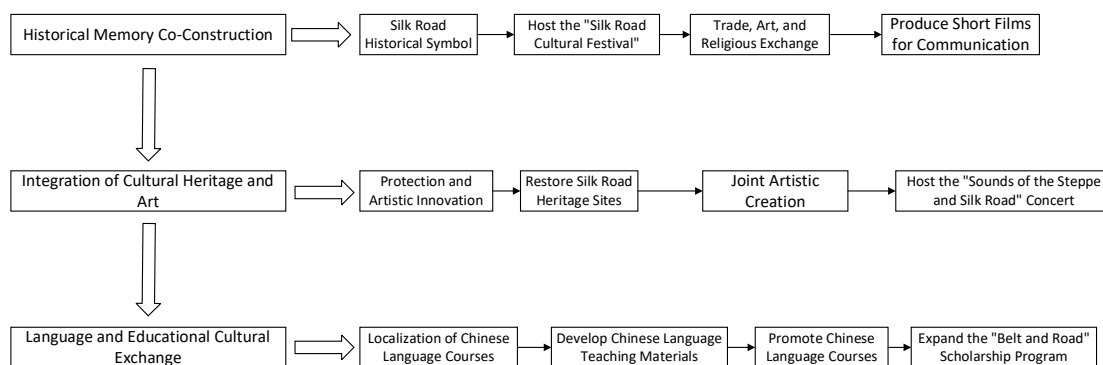 Historical Memory Co-Construction
Silk Road
Historical Symbol
Host the "Silk Road
Cultural Festival"
Trade, Art, and
Religious Exchange
Produce Short Films
for Communication
Integration of Cultural Heritage and
Art
Protection and
Artistic Innovation
Restore Silk Road
Heritage Sites
Joint Artistic
Creation
Host the "Sounds of the Steppe
and Silk Road" Concert
Language and Educational Cultural
Exchange
Localization of Chinese
Language Courses
Develop Chinese Language
Teaching Materials
Promote Chinese
Language Courses
Expand the "Belt and Road"
Scholarship Program